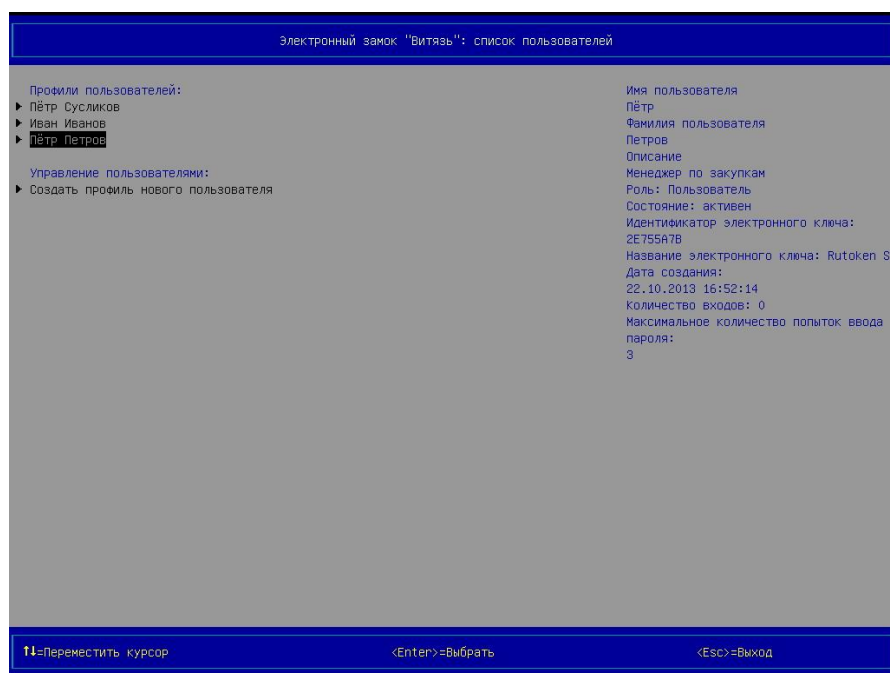 Электронный замок "Витязь": список пользователей
Профили пользователей:
Пётр Сусликов
Иван Иванов
Пётр Петров
Управление пользователями:
Создать профиль нового пользователя
Имя пользователя
Пётр
Фамилия пользователя
Петров
Описание
Менеджер по закупкам
Роль: Пользователь
Состояние: активен
Идентификатор электронного ключа:
2E755A7B
Название электронного ключа: Rutoken S
Дата создания:
22.10.2013 16:52:14
Количество входов: 0
Максимальное количество попыток ввода
пароля:
3
↑↓=Переместить курсор <Enter>=Выбрать <Esc>=Выход